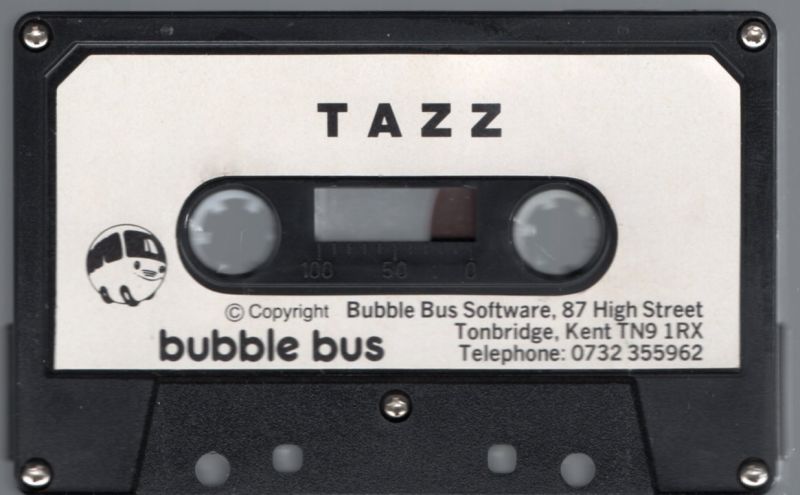 TAZZ
100 50 0
© Copyright Bubble Bus Software, 87 High Street
Tonbridge, Kent TN9 1RX
bubble bus
Telephone: 0732 355962